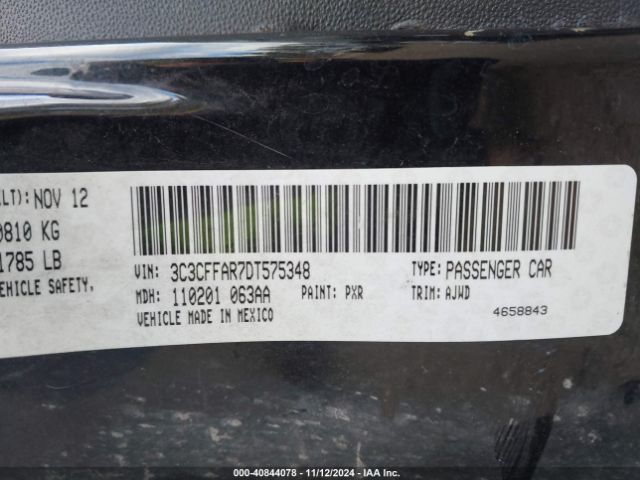 LT): NOV 12
0810 KG
1785 LB
EHICLE SAFETY,
VIN: 3C3CFFAR7DT575348 TYPE: PASSENGER CAR
MDH: 110201 063AA PAINT: PXR TRIM: AJWD
VEHICLE MADE IN MEXICO 4658843
000-40844078 - 11/12/2024 - IAA Inc.